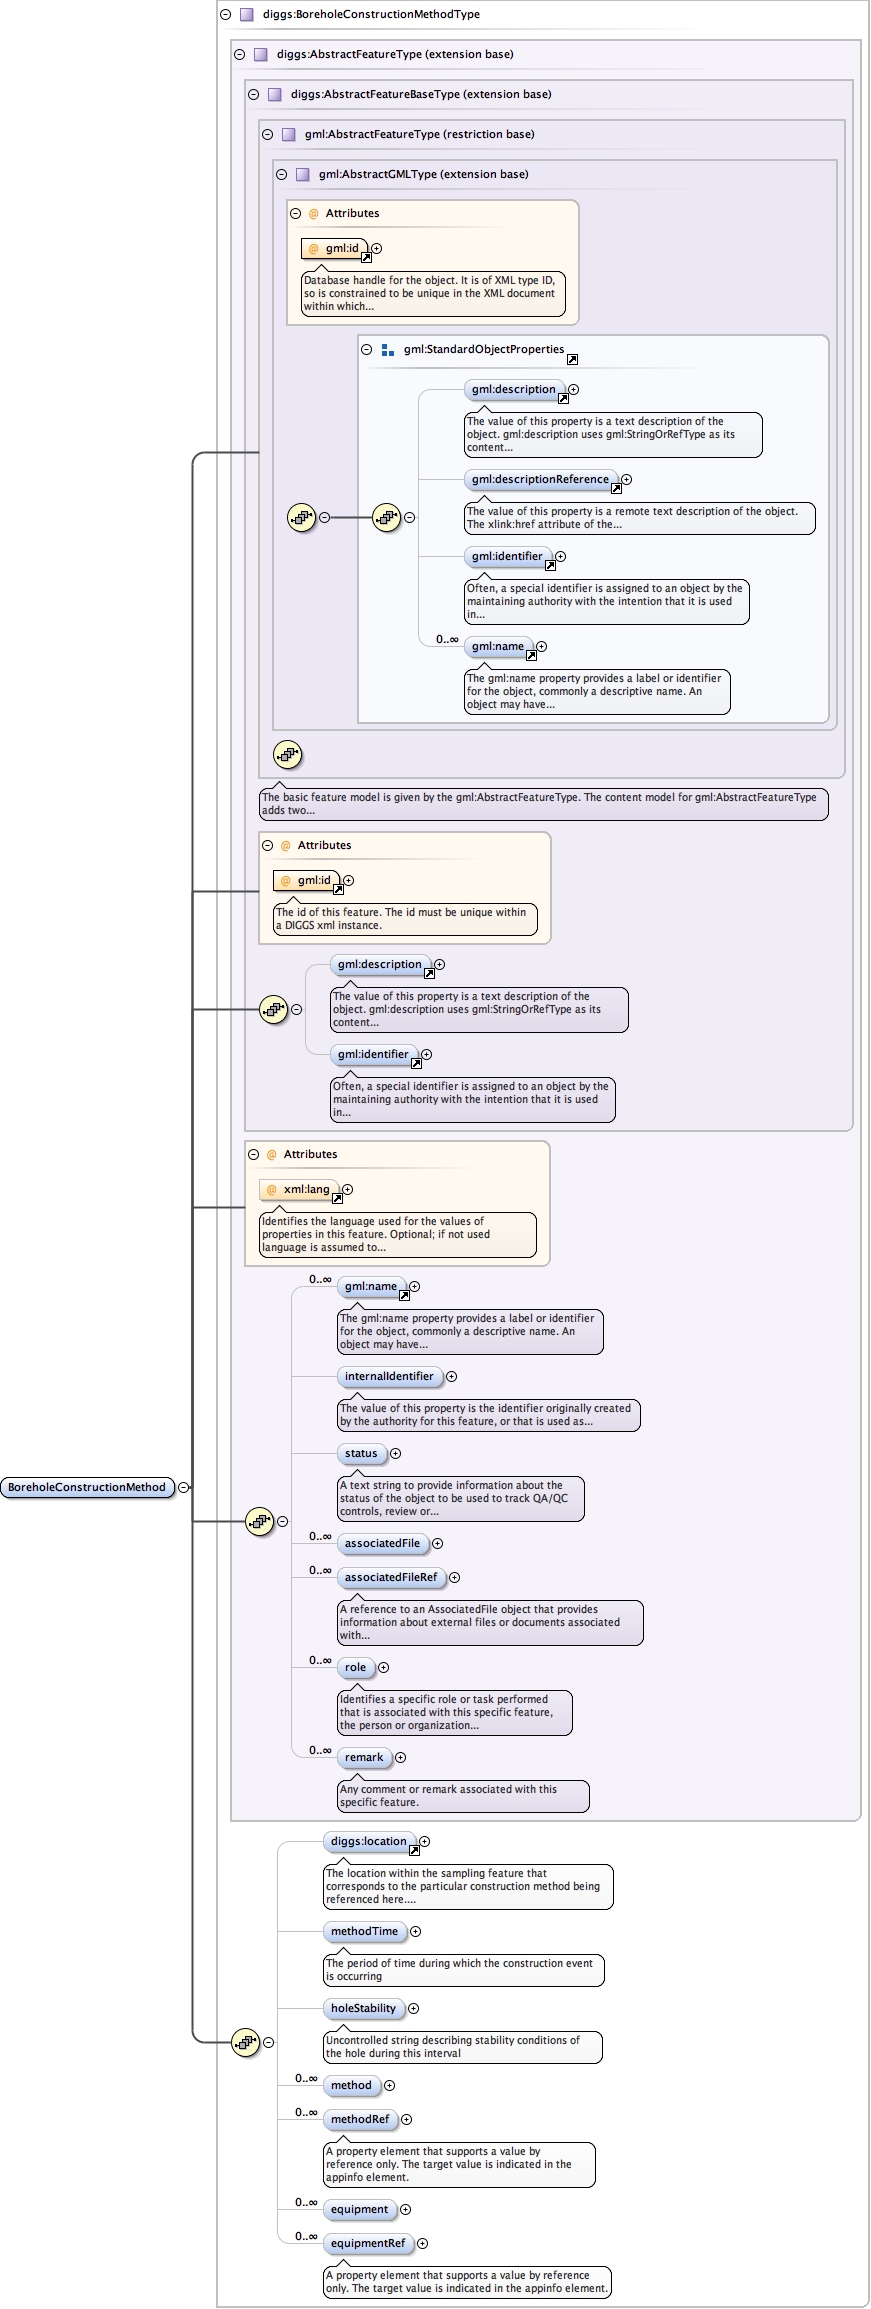 diggs:BoreholeConstructionMethodType
diggs:AbstractFeatureType (extension base)
diggs:AbstractFeatureBaseType (extension base)
gml:AbstractFeatureType (restriction base)
gml:AbstractGMLType (extension base)
@ Attributes
@ gml:id
Database handle for the object. It is of XML type ID,
so is constrained to be unique in the XML document
within which...
gml:StandardObjectProperties
gml:description
The value of this property is a text description of the
object. gml:description uses gml:StringOrRefType as its
content...
gml:descriptionReference
The value of this property is a remote text description of the object.
The xlink:href attribute of the...
gml:identifier
Often, a special identifier is assigned to an object by the
maintaining authority with the intention that it is used
in...
0..∞
gml:name
The gml:name property provides a label or identifier
for the object, commonly a descriptive name. An
object may have...
The basic feature model is given by the gml:AbstractFeatureType. The content model for gml:AbstractFeatureType
adds two...
@ Attributes
@ gml:id
The id of this feature. The id must be unique within
a DIGGS xml instance.
gml:description
The value of this property is a text description of the
object. gml:description uses gml:StringOrRefType as its
content...
gml:identifier
Often, a special identifier is assigned to an object by the
maintaining authority with the intention that it is used
in...
@ Attributes
@ xml:lang
Identifies the language used for the values of
properties in this feature. Optional; if not used
language is assumed to...
0..∞
gml:name
The gml:name property provides a label or identifier
for the object, commonly a descriptive name. An
object may have...
internalIdentifier
The value of this property is the identifier originally created
by the authority for this feature, or that is used as...
status
A text string to provide information about the
status of the object to be used to track QA/QC
controls, review or...
BoreholeConstructionMethod
0..∞
associatedFile
0..∞
associatedFileRef
A reference to an AssociatedFile object that provides
information about external files or documents associated
with...
0..∞
role
Identifies a specific role or task performed
that is associated with this specific feature,
the person or organization...
0..∞
remark
Any comment or remark associated with this
specific feature.
diggs:location
The location within the sampling feature that
corresponds to the particular construction method being
referenced here....
methodTime
The period of time during which the construction event
is occurring
holeStability
Uncontrolled string describing stability conditions of
the hole during this interval
0..∞
method
0..∞
methodRef
A property element that supports a value by
reference only. The target value is indicated in the
appinfo element.
0..∞
equipment
0..∞
equipmentRef
A property element that supports a value by reference
only. The target value is indicated in the appinfo element.